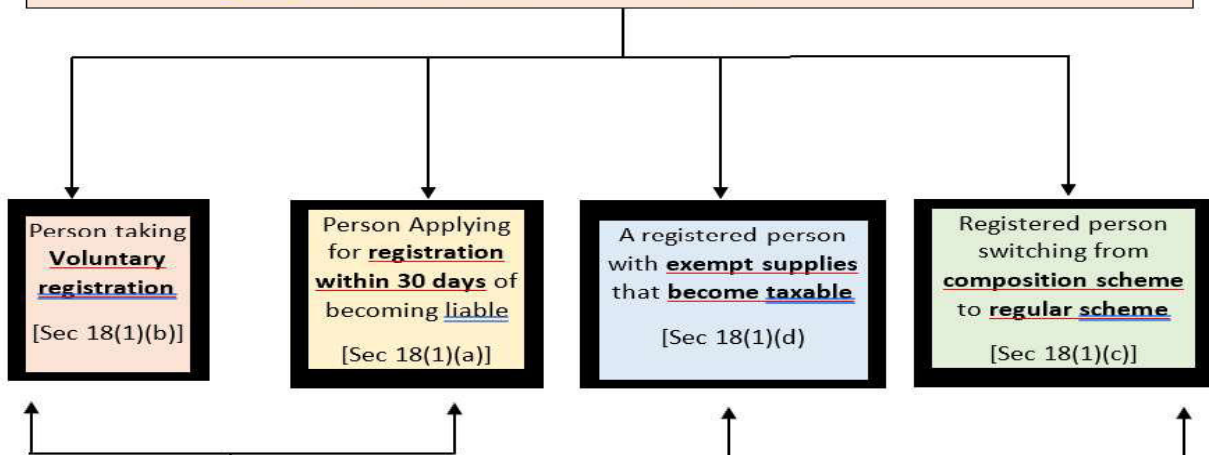 Person taking
Voluntary
registration
[Sec 18(1)(b)]
Person Applying
for registration
within 30 days of
becoming liable
[Sec 18(1)(a)]
A registered person
with exempt supplies
that become taxable
[Sec 18(1)(d)
Registered person
switching from
composition scheme
to regular scheme
[Sec 18(1)(c)]